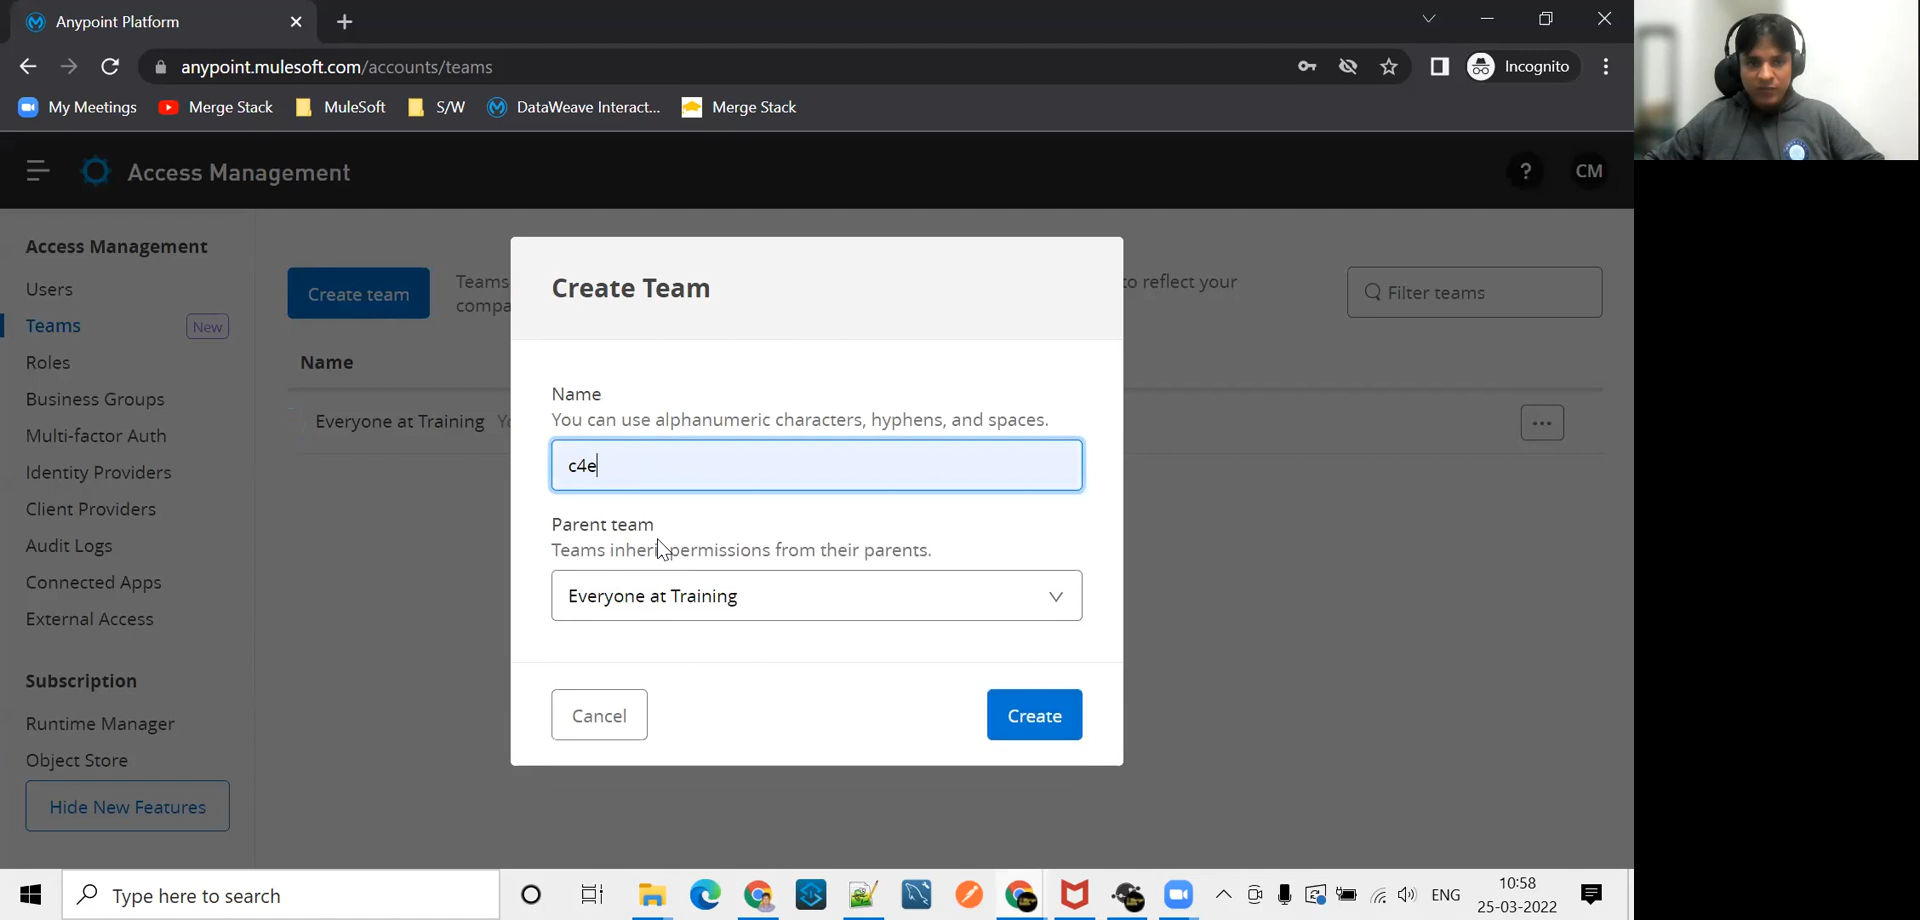 Anypoint Platform
anypoint.mulesoft.com/accounts/teams
Incognito
My Meetings
Merge Stack
MuleSoft
S/W
DataWeave Interact...
Merge Stack
Access Management
?
CM
Access Management
Users
Teams
New
Roles
Business Groups
Multi-factor Auth
Identity Providers
Client Providers
Audit Logs
Connected Apps
External Access
Subscription
Runtime Manager
Object Store
Hide New Features
Create team
Teams
to reflect your
compa
Filter teams
Name
Everyone at Training
...
Create Team
Name
You can use alphanumeric characters, hyphens, and spaces.
c4e
Parent team
Teams inherit permissions from their parents.
Everyone at Training
Cancel
Create
Type here to search
ENG
10:58
25-03-2022